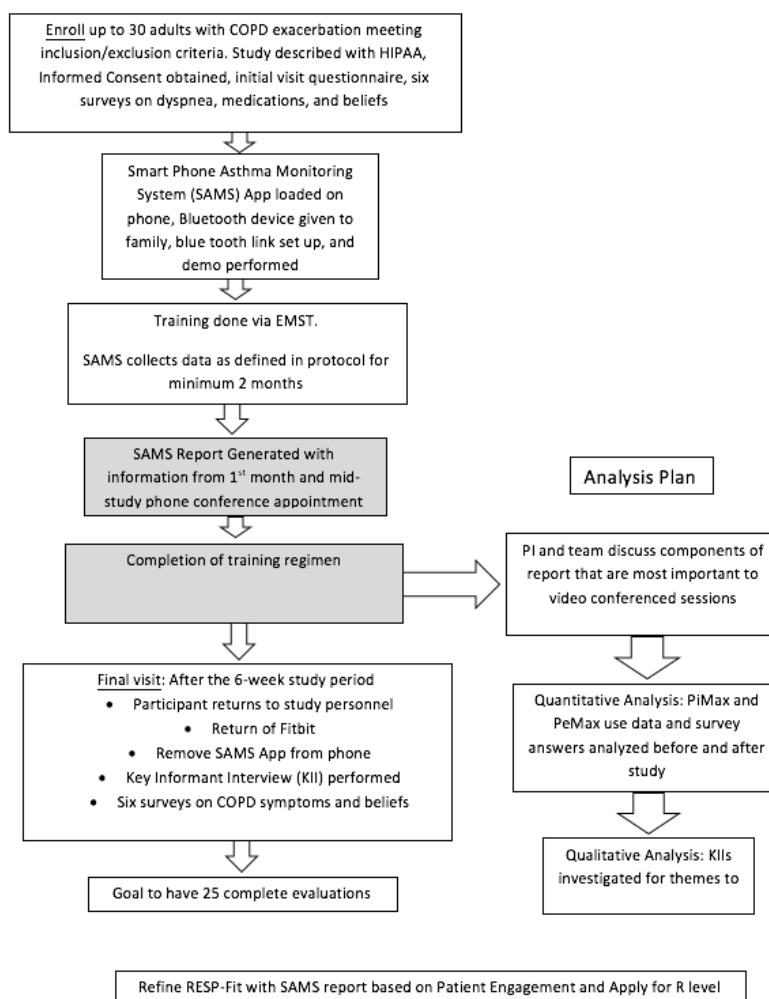 Enroll up to 30 adults with COPD exacerbation meeting
inclusion/exclusion criteria. Study described with HIPAA,
Informed Consent obtained, initial visit questionnaire, six
surveys on dyspnea, medications, and beliefs
Smart Phone Asthma Monitoring
System (SAMS) App loaded on
phone, Bluetooth device given to
family, blue tooth link set up, and
demo performed
Training done via EMST.
SAMS collects data as defined in protocol for
minimum 2 months
SAMS Report Generated with
information from 1st month and mid-
study phone conference appointment
Completion of training regimen
Final visit: After the 6-week study period
• Participant returns to study personnel
• Return of Fitbit
• Remove SAMS App from phone
• Key Informant Interview (KII) performed
• Six surveys on COPD symptoms and beliefs
Goal to have 25 complete evaluations
Analysis Plan
PI and team discuss components of
report that are most important to
video conferenced sessions
Quantitative Analysis: PiMax and
PeMax use data and survey
answers analyzed before and after
study
Qualitative Analysis: KIIs
investigated for themes to
Refine RESP-Fit with SAMS report based on Patient Engagement and Apply for R level